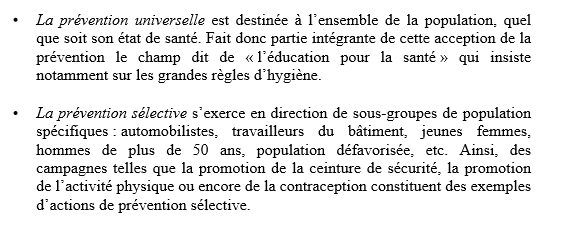 • La prévention universelle est destinée à l’ensemble de la population, quel
que soit son état de santé. Fait donc partie intégrante de cette acception de la
prévention le champ dit de « l’éducation pour la santé » qui insiste
notamment sur les grandes règles d’hygiène.
• La prévention sélective s’exerce en direction de sous-groupes de population
spécifiques : automobilistes, travailleurs du bâtiment, jeunes femmes,
hommes de plus de 50 ans, population défavorisée, etc. Ainsi, des
campagnes telles que la promotion de la ceinture de sécurité, la promotion
de l’activité physique ou encore de la contraception constituent des exemples
d’actions de prévention sélective.